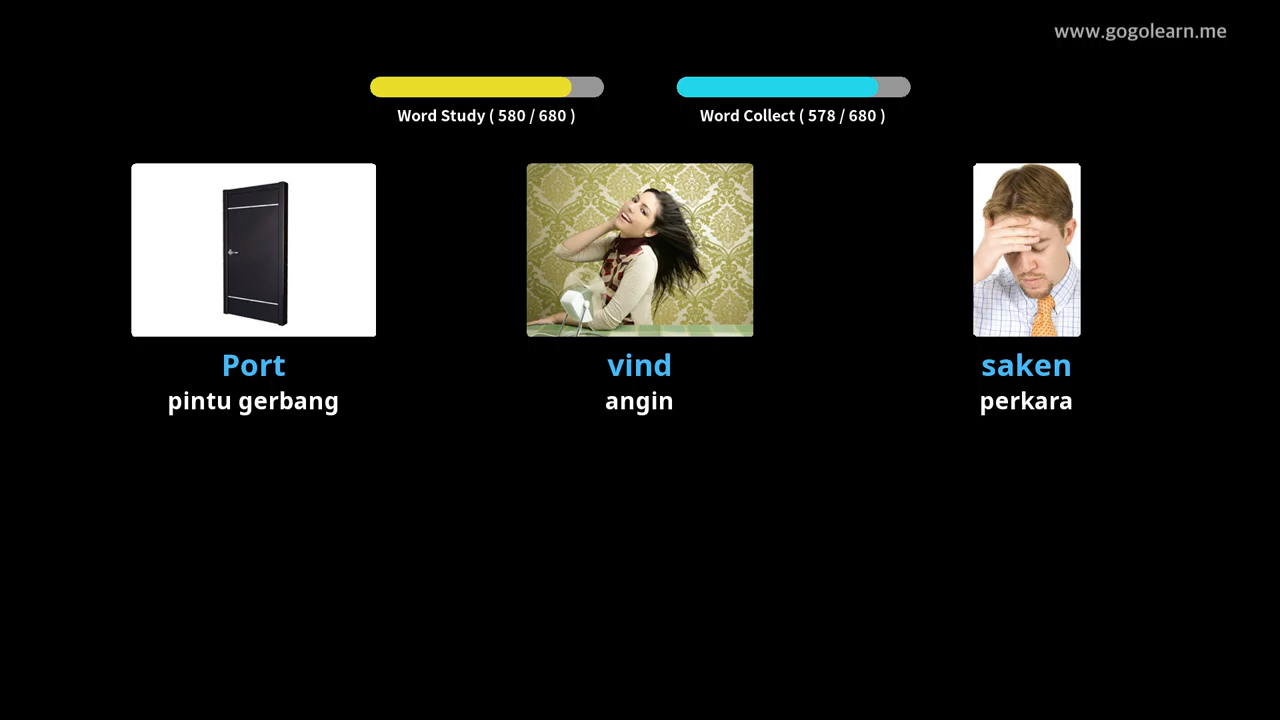 www.gogolearn.me
Word Study ( 580 / 680 )
Word Collect ( 578 / 680 )
Port
pintu gerbang
vind
angin
saken
perkara